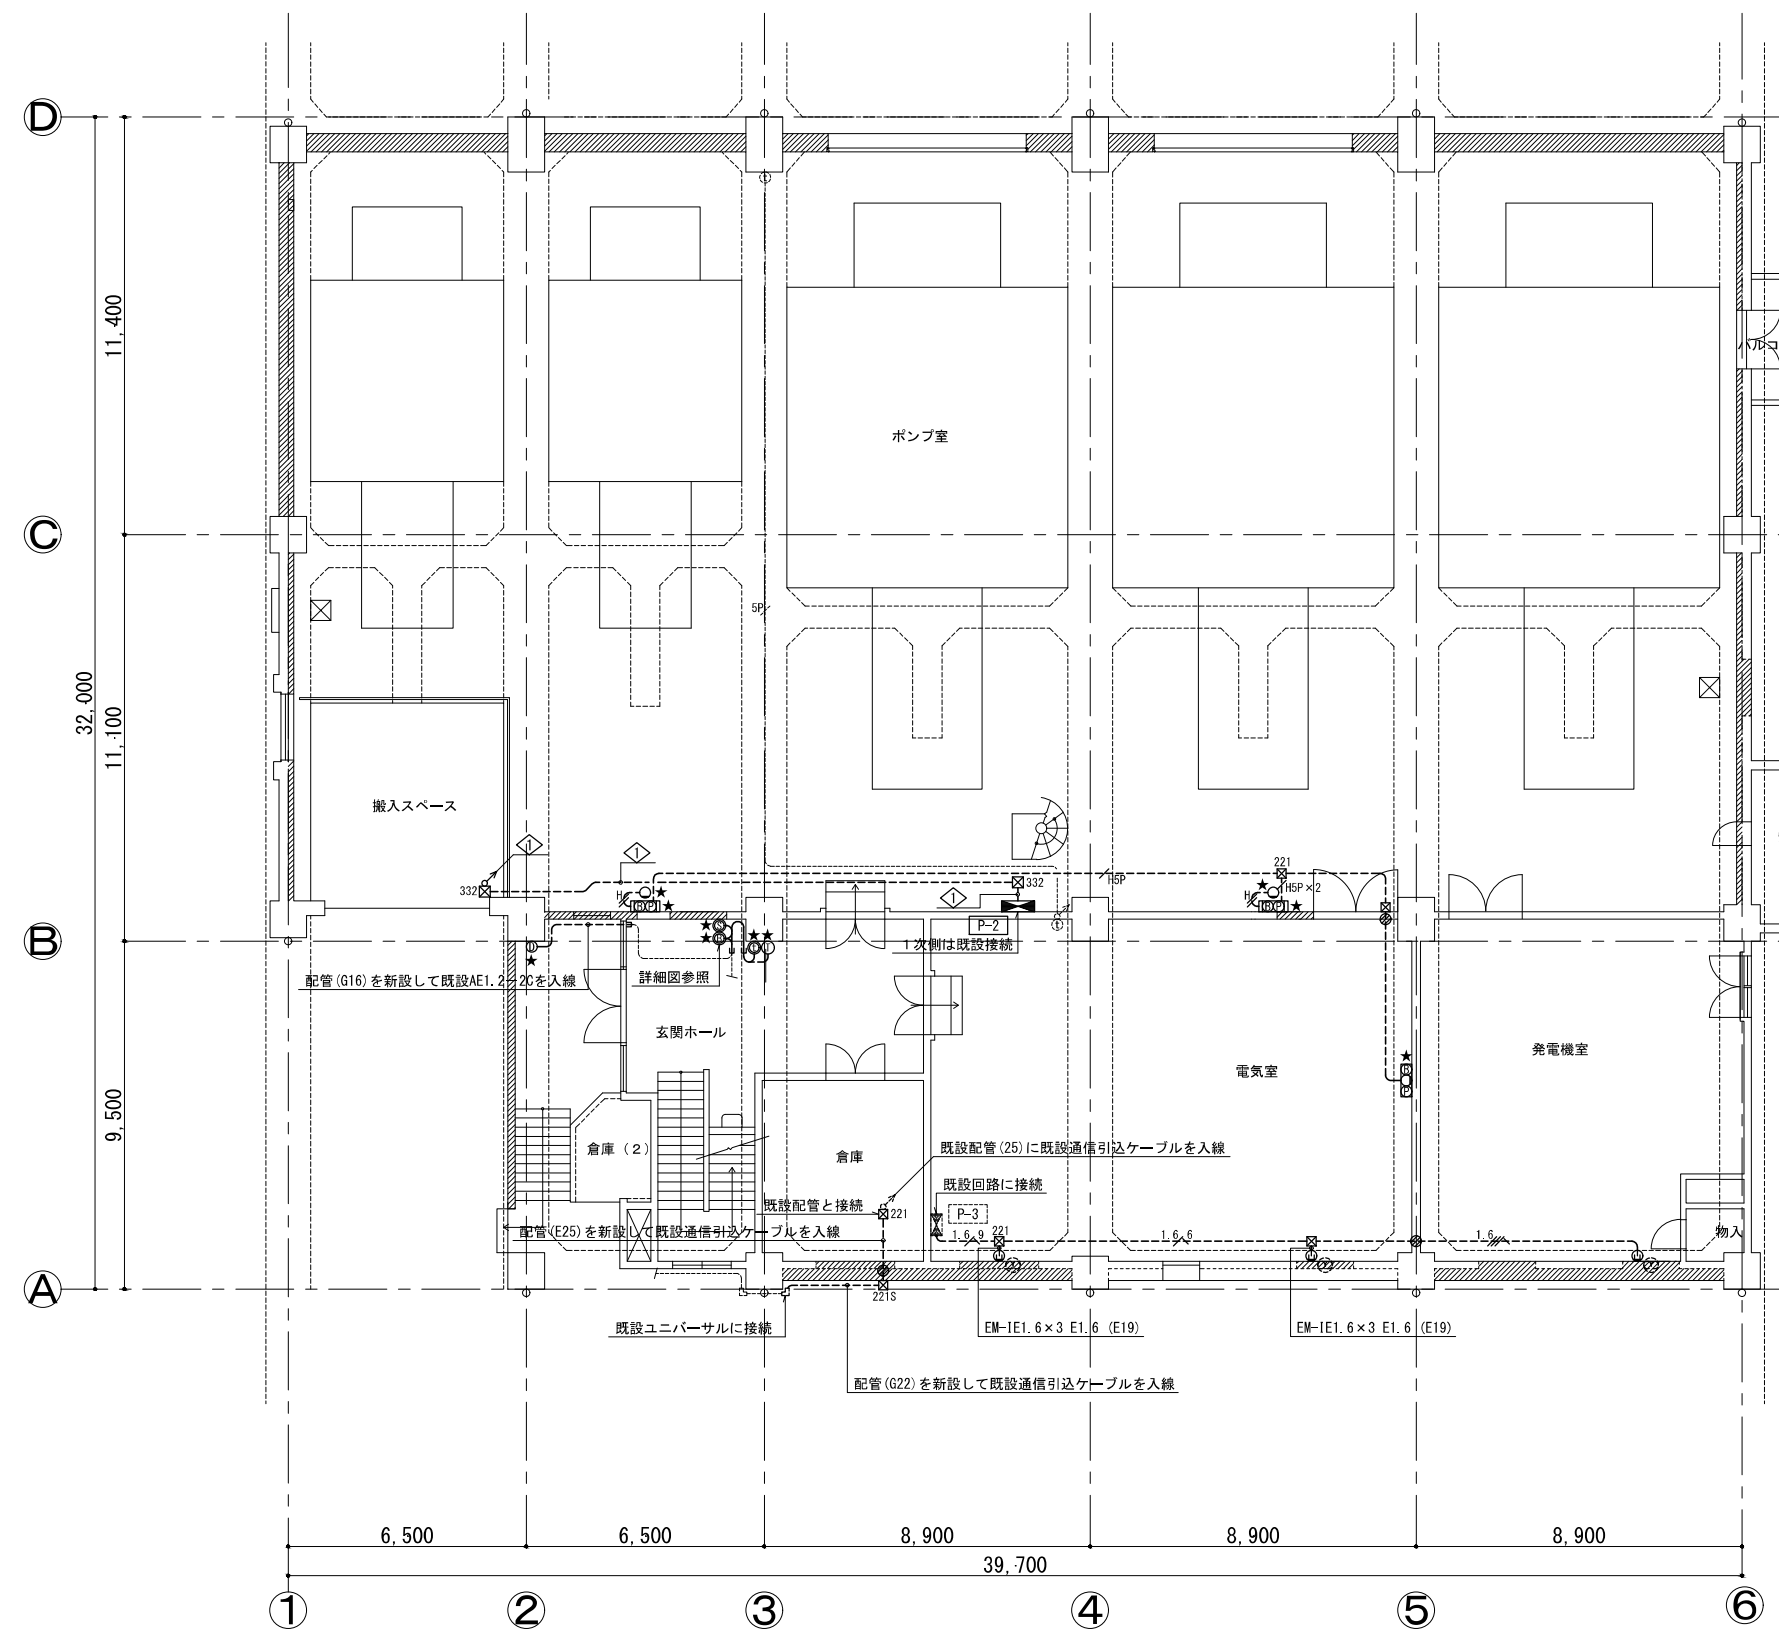 D
バルコ
11,400
ポンプ室
C
5P
32,000
11,100
搬入スペース
1
1
332
H
★
R P
★
1
332
P-2
1次側は既設接続
H5P
221
★
H5P×2
H
★
B
★
★
★
★
★
配管(G16)を新設して既設AE1.2-2Cを入線
詳細図参照
玄関ホール
電気室
★
発電機室
9,500
倉庫(2)
倉庫
既設配管(25)に既設通信引込ケーブルを入線
既設回路に接続
既設配管と接続
221
P-3
配管(E25)を新設して既設通信引込ケーブルを入線
1.6 9
221
1.6 6
1.6
物入
A
221S
既設ユニバーサルに接続
EM-IE1.6×3 E1.6 (E19)
EM-IE1.6×3 E1.6 (E19)
配管(G22)を新設して既設通信引込ケーブルを入線
6,500
6,500
8,900
8,900
8,900
39,700
1
2
3
4
5
6